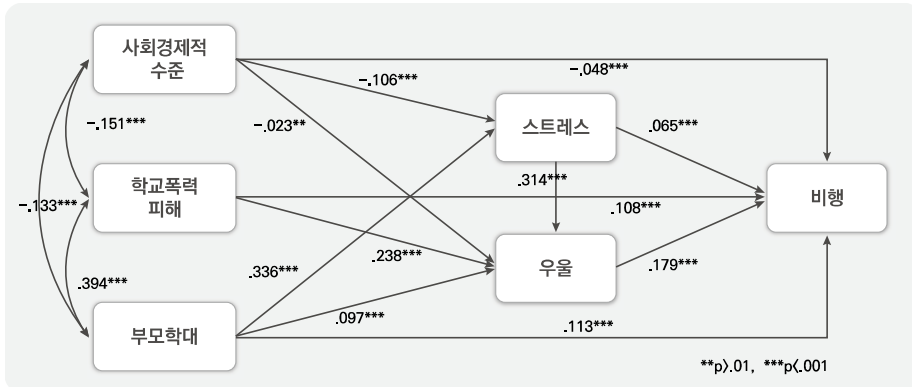 사회경제적
수준
-.106***
-.048***
-.151***
-.023**
스트레스
.065***
.314***
학교폭력
피해
비행
-.133***
.108***
.238***
우울
.336***
.179***
.394***
.097***
부모학대
.113***
**p>.01, ***p<.001